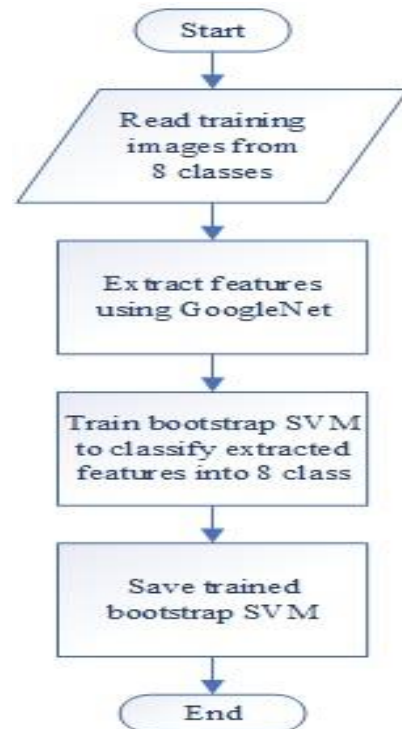 Start
Read training
images from
8 classes
Extract features
using GoogleNet
Train bootstrap SVM
to classify extracted
features into 8 class
Save trained
bootstrap SVM
End